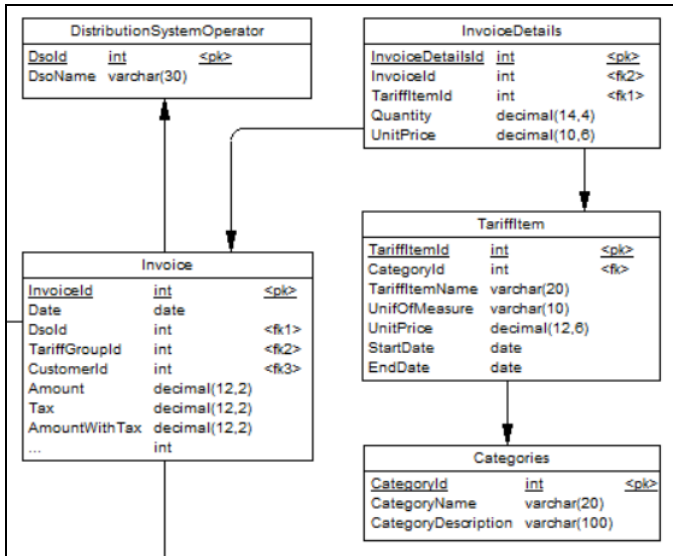 DistributionSystemOperator
DsoId int <pk>
DsoName varchar(30)
InvoiceDetails
InvoiceDetailsId int <pk>
InvoiceId int <fk2>
TariffItemId int <fk1>
Quantity decimal(14,4)
UnitPrice decimal(10,6)
Invoice
InvoiceId int <pk>
Date date
DsoId int <fk1>
TariffGroupId int <fk2>
CustomerId int <fk3>
Amount decimal(12,2)
Tax decimal(12,2)
AmountWithTax decimal(12,2)
... int
TariffItem
TariffItemId int <pk>
CategoryId int <fk>
TariffItemName varchar(20)
UnifOfMeasure varchar(10)
UnitPrice decimal(12,6)
StartDate date
EndDate date
Categories
CategoryId int <pk>
CategoryName varchar(20)
CategoryDescription varchar(100)